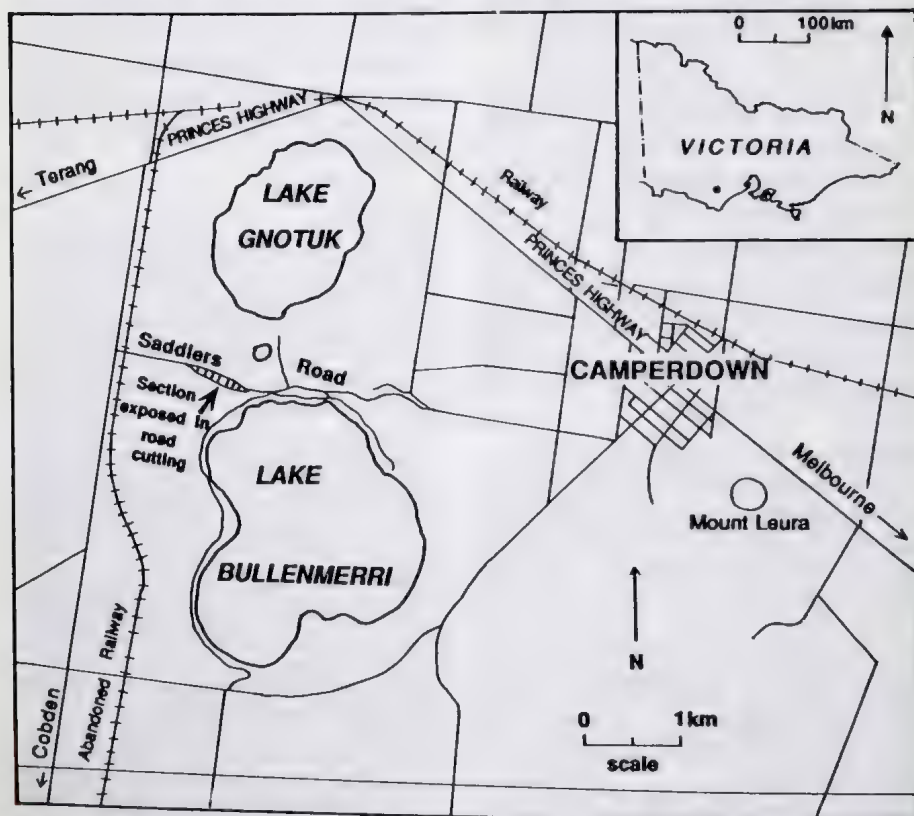 0 100km
N
VICTORIA
PRINCES HIGHWAY
← Terang
LAKE
GNOTUK
Railway
PRINCES HIGHWAY
Saddlers
Road
Section
exposed in
road
cutting
CAMPERDOWN
LAKE
BULLENMERRI
Melbourne
Mount Leura
N
0 1km
scale
Abandoned Railway
Cobden